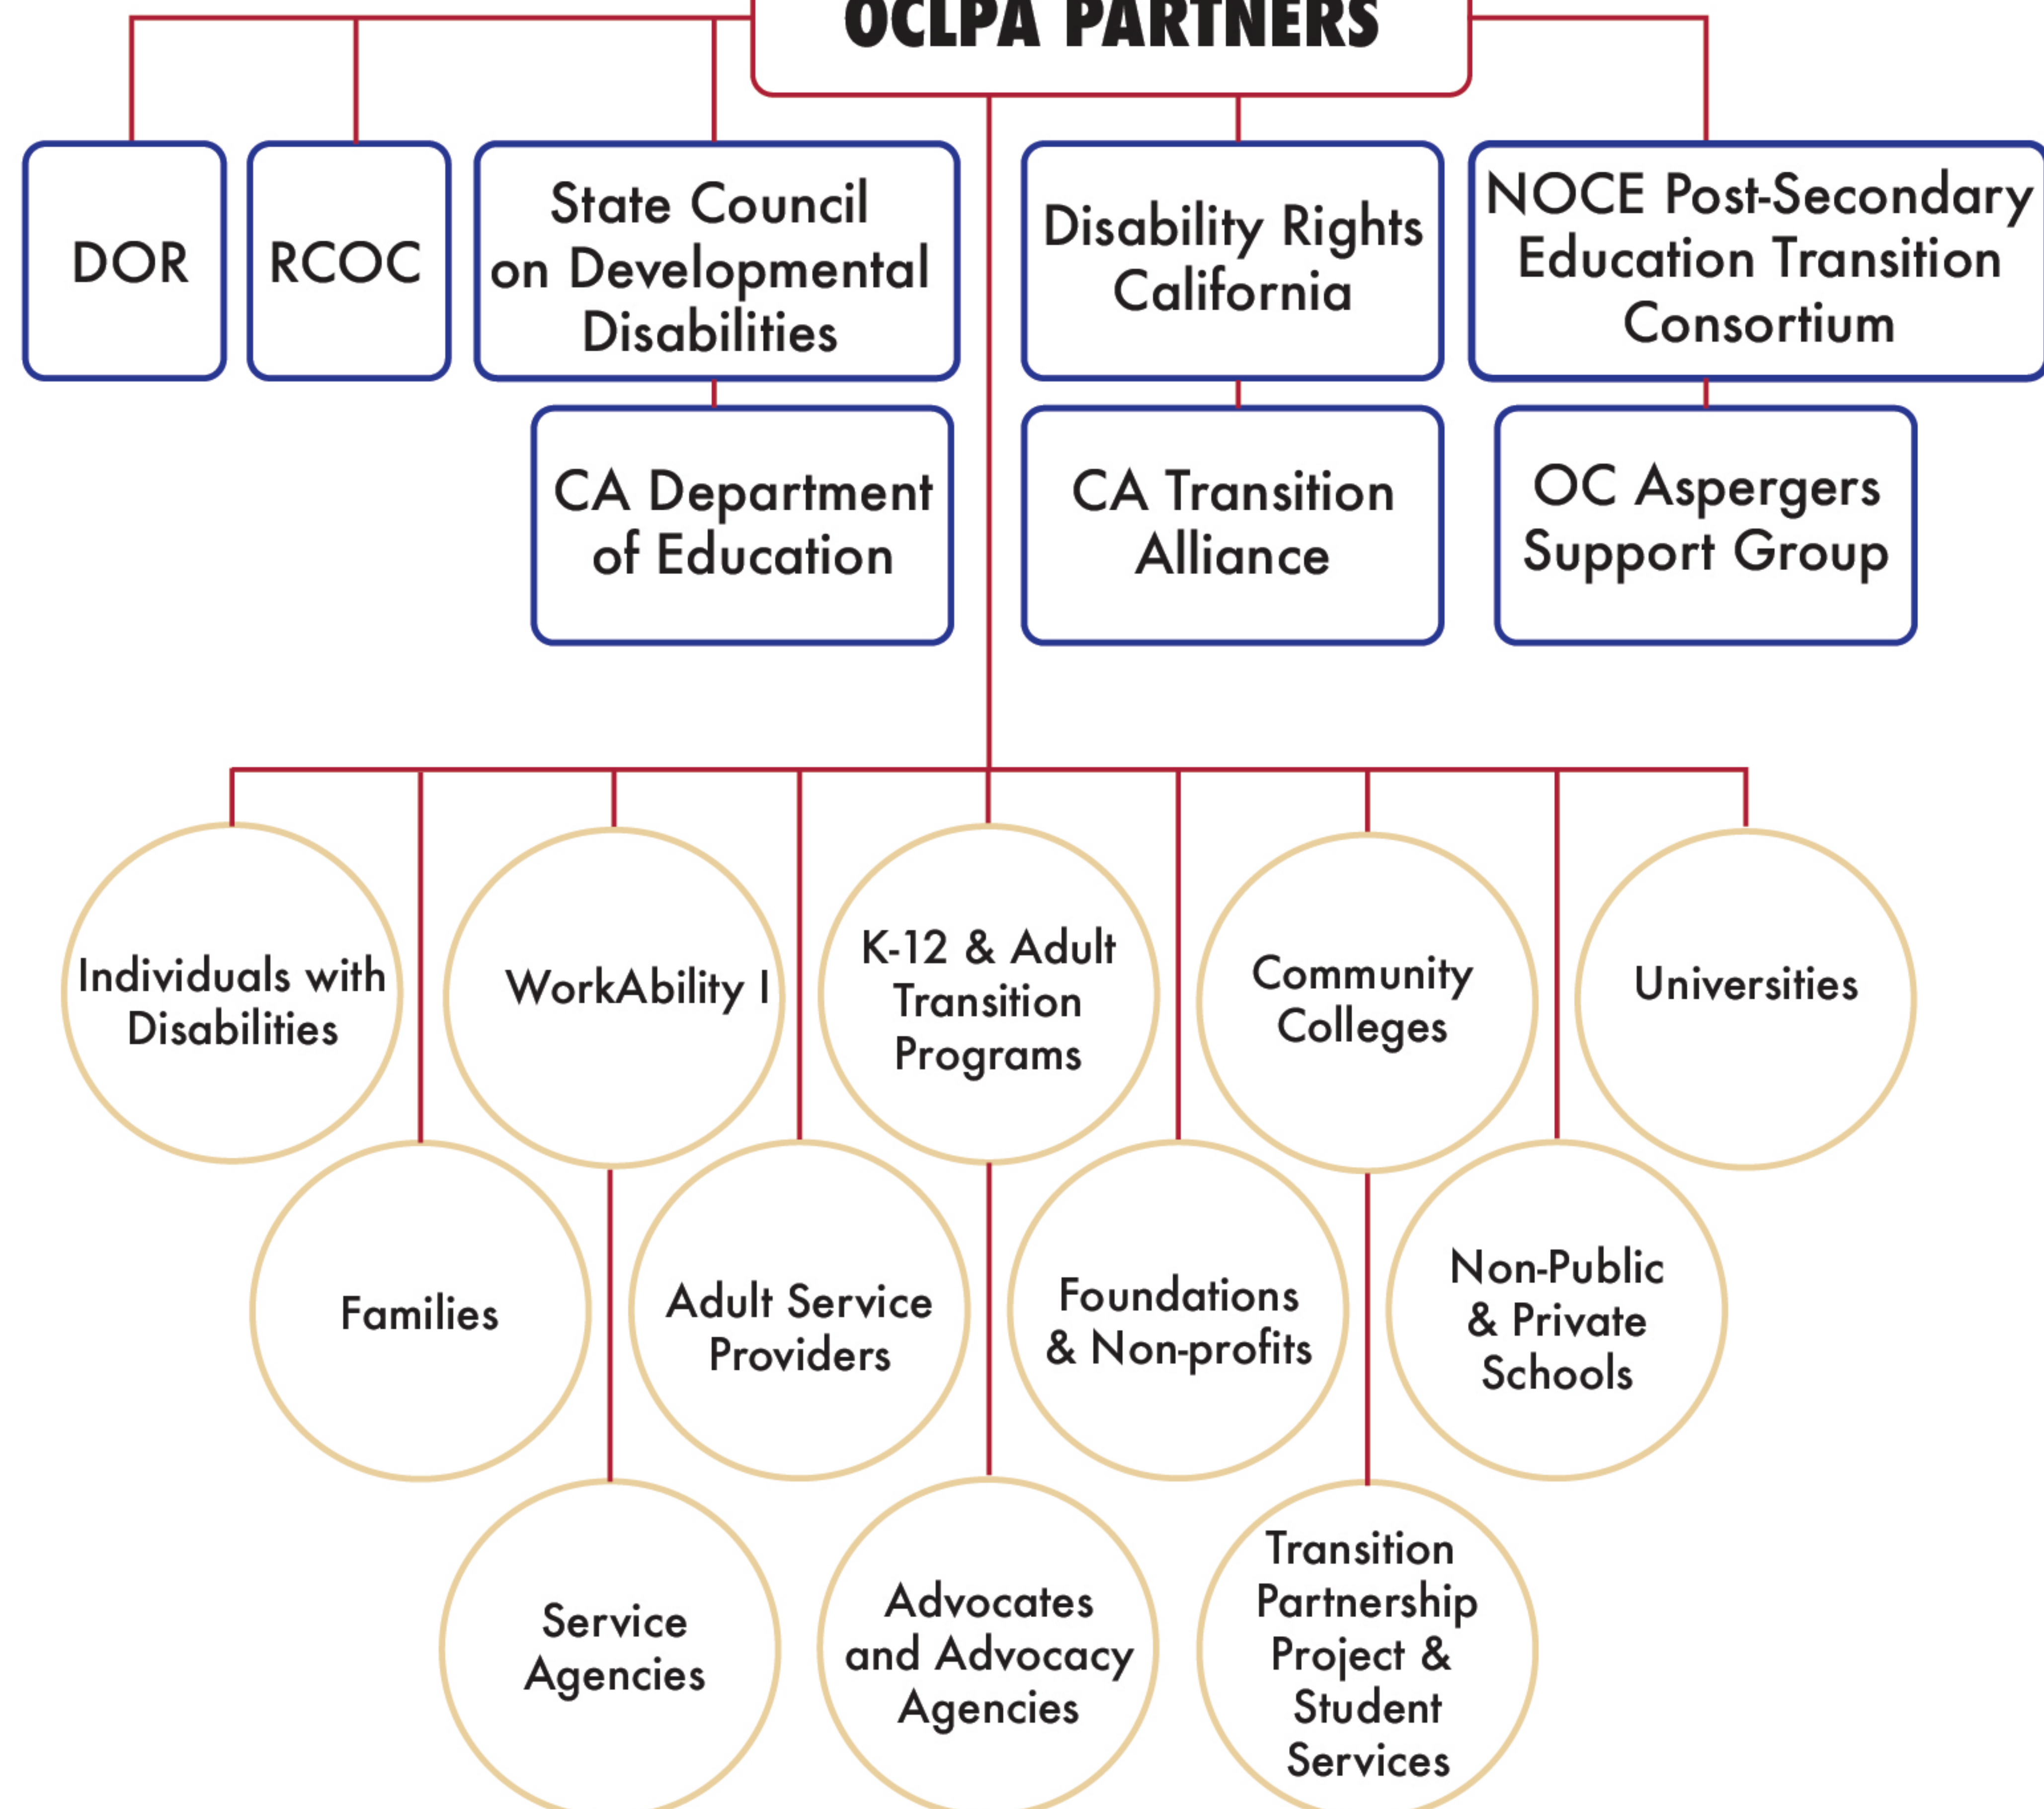 OCLPA PARTNERS
DOR
RCOC
State Council
on Developmental
Disabilities
Disability Rights
California
NOCE Post-Secondary
Education Transition
Consortium
CA Department
of Education
CA Transition
Alliance
OC Aspergers
Support Group
Individuals with
Disabilities
WorkAbility I
K-12 & Adult
Transition
Programs
Community
Colleges
Universities
Families
Adult Service
Providers
Foundations
& Non-profits
Non-Public
& Private
Schools
Service
Agencies
Advocates
and Advocacy
Agencies
Transition
Partnership
Project &
Student
Services